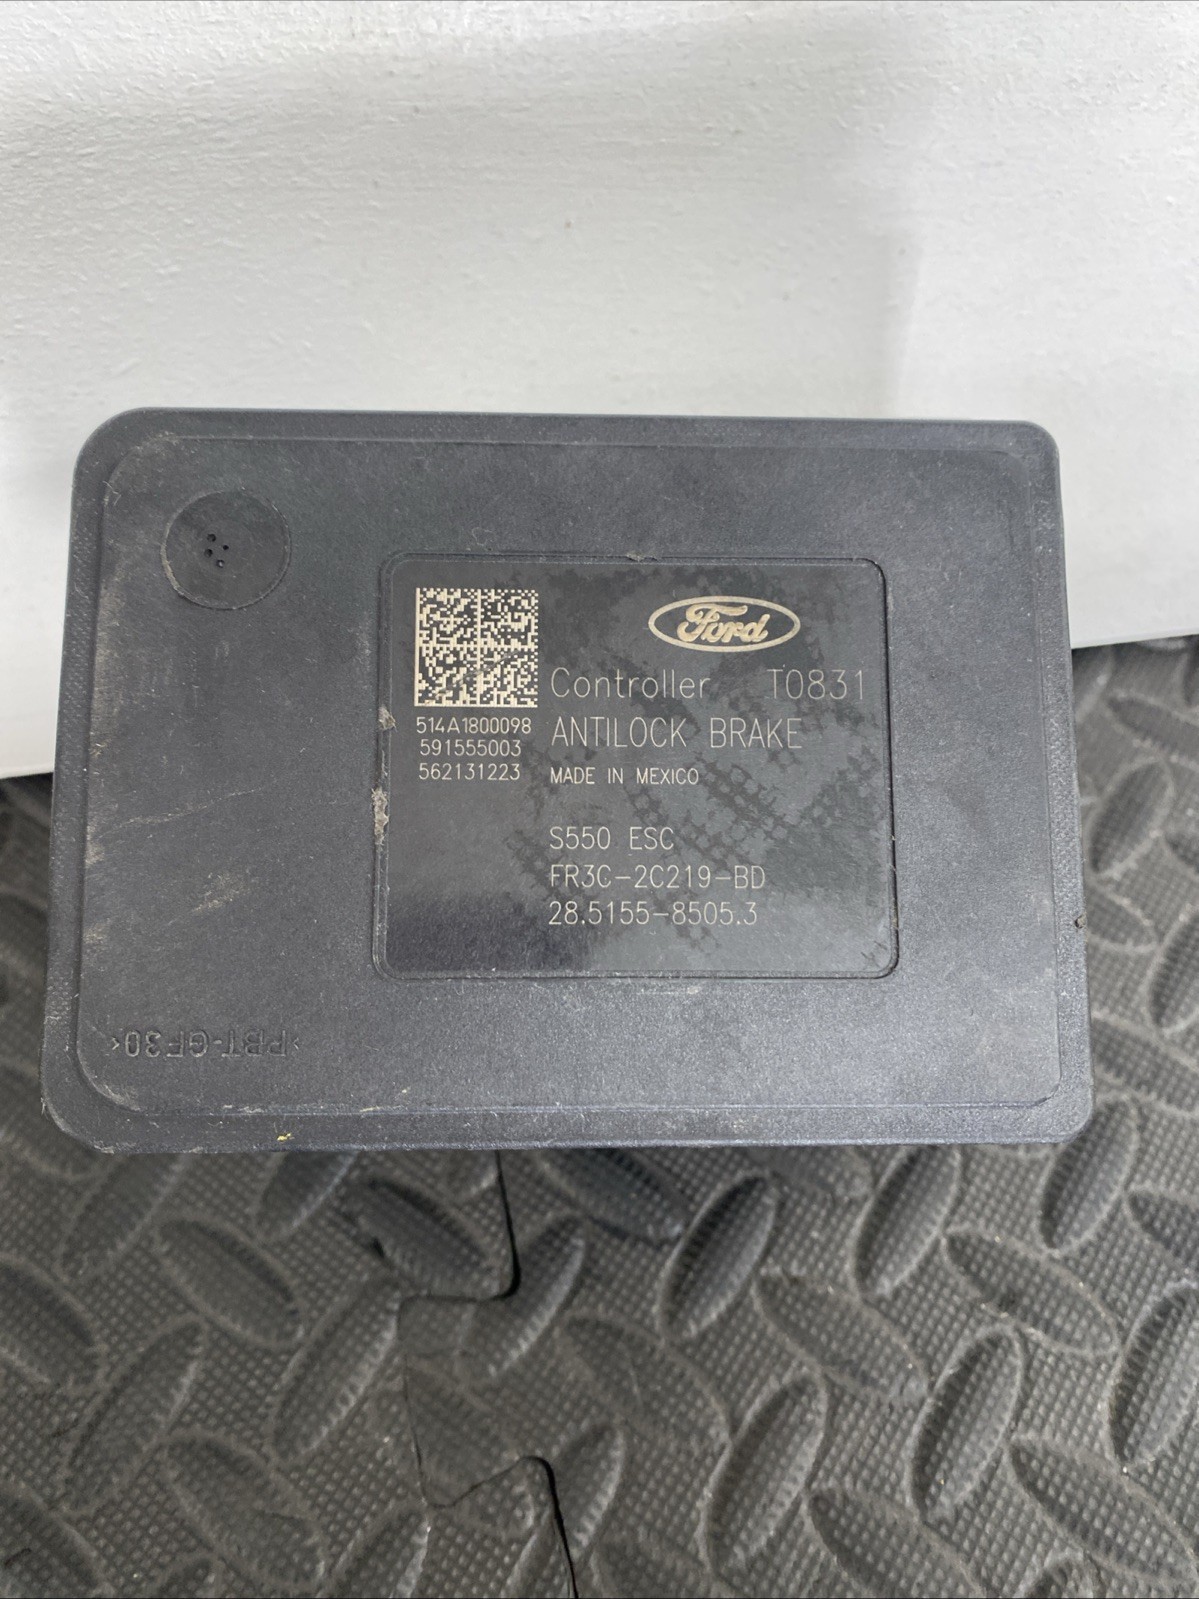 Ford
Controller T0831
514A1800098
ANTILOCK BRAKE
591555003
562131223
MADE IN MEXICO
S550 ESC
FR3C-2C219-BD
28.5155-8505.3
>PBT-GF30<